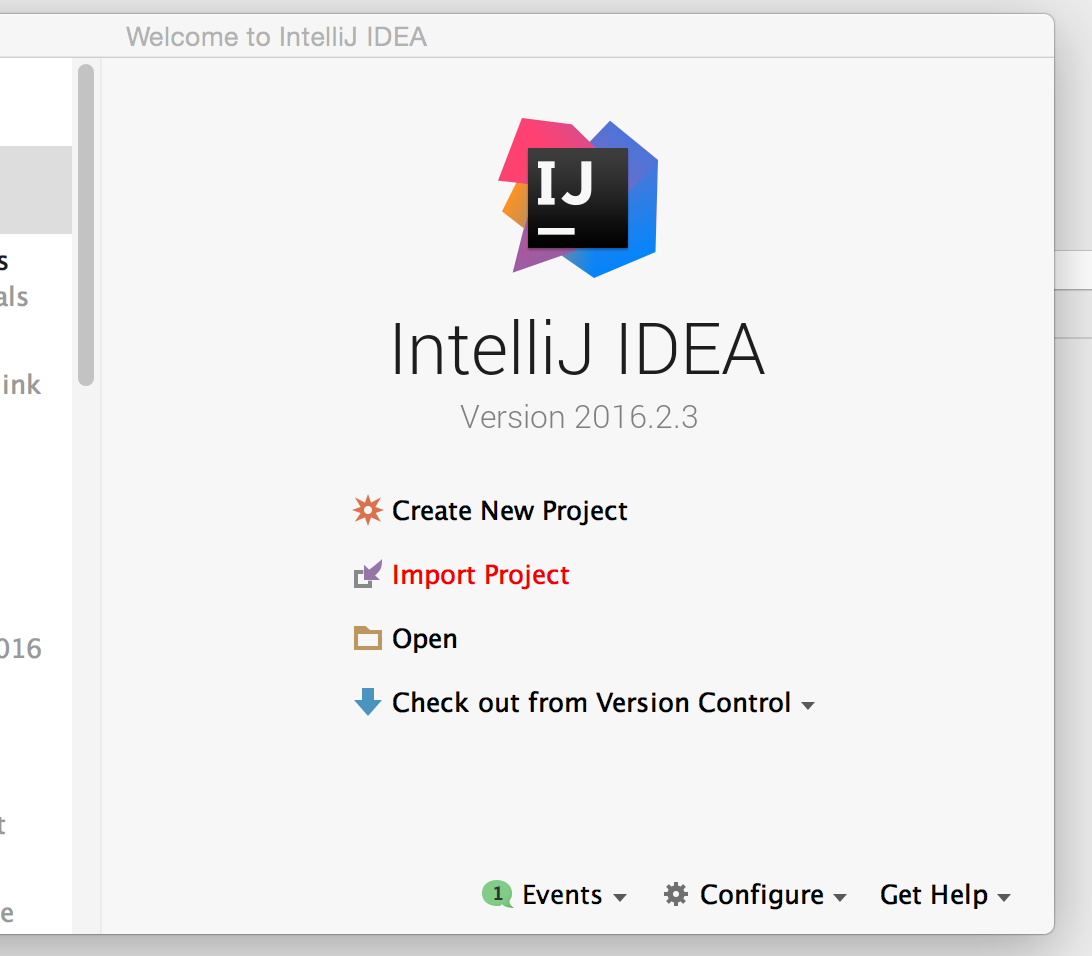 Welcome to IntelliJ IDEA
s
als
ink
016
t
e
IJ
IntelliJ IDEA
Version 2016.2.3
Create New Project
Import Project
Open
Check out from Version Control
1 Events
Configure
Get Help